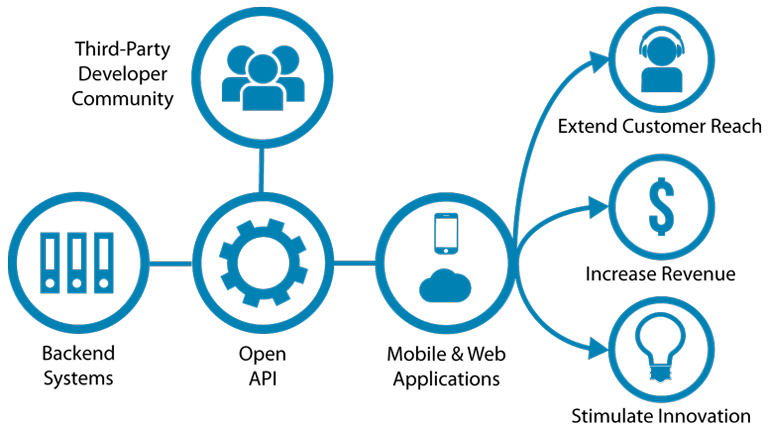 Third-Party
Developer
Community
Extend Customer Reach
$
Increase Revenue
Backend
Systems
Open
API
Mobile & Web
Applications
Stimulate Innovation